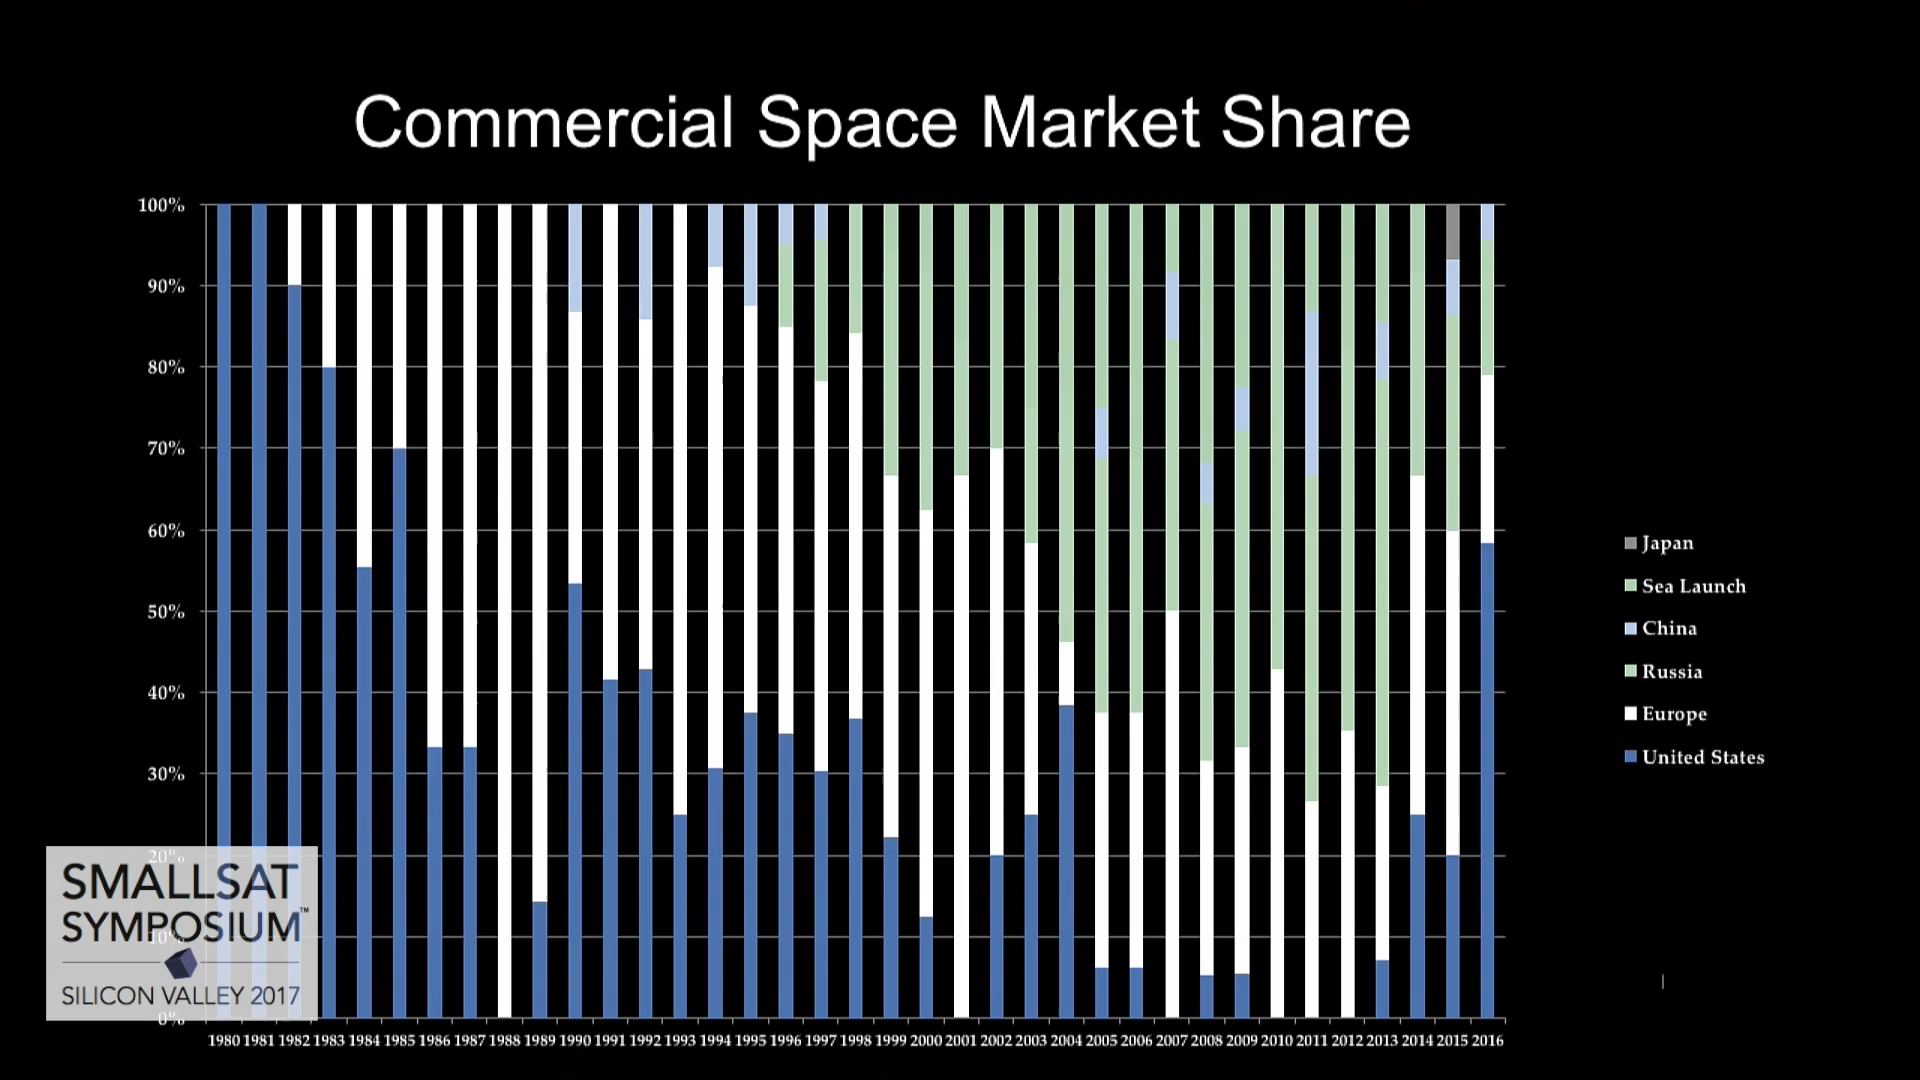 Commercial Space Market Share
100%
90%
80%
70%
60%
50%
40%
30%
20%
10%
0%
1980 1981 1982 1983 1984 1985 1986 1987 1988 1989 1990 1991 1992 1993 1994 1995 1996 1997 1998 1999 2000 2001 2002 2003 2004 2005 2006 2007 2008 2009 2010 2011 2012 2013 2014 2015 2016
Japan
Sea Launch
China
Russia
Europe
United States
SMALLSAT
SYMPOSIUM™
SILICON VALLEY 2017